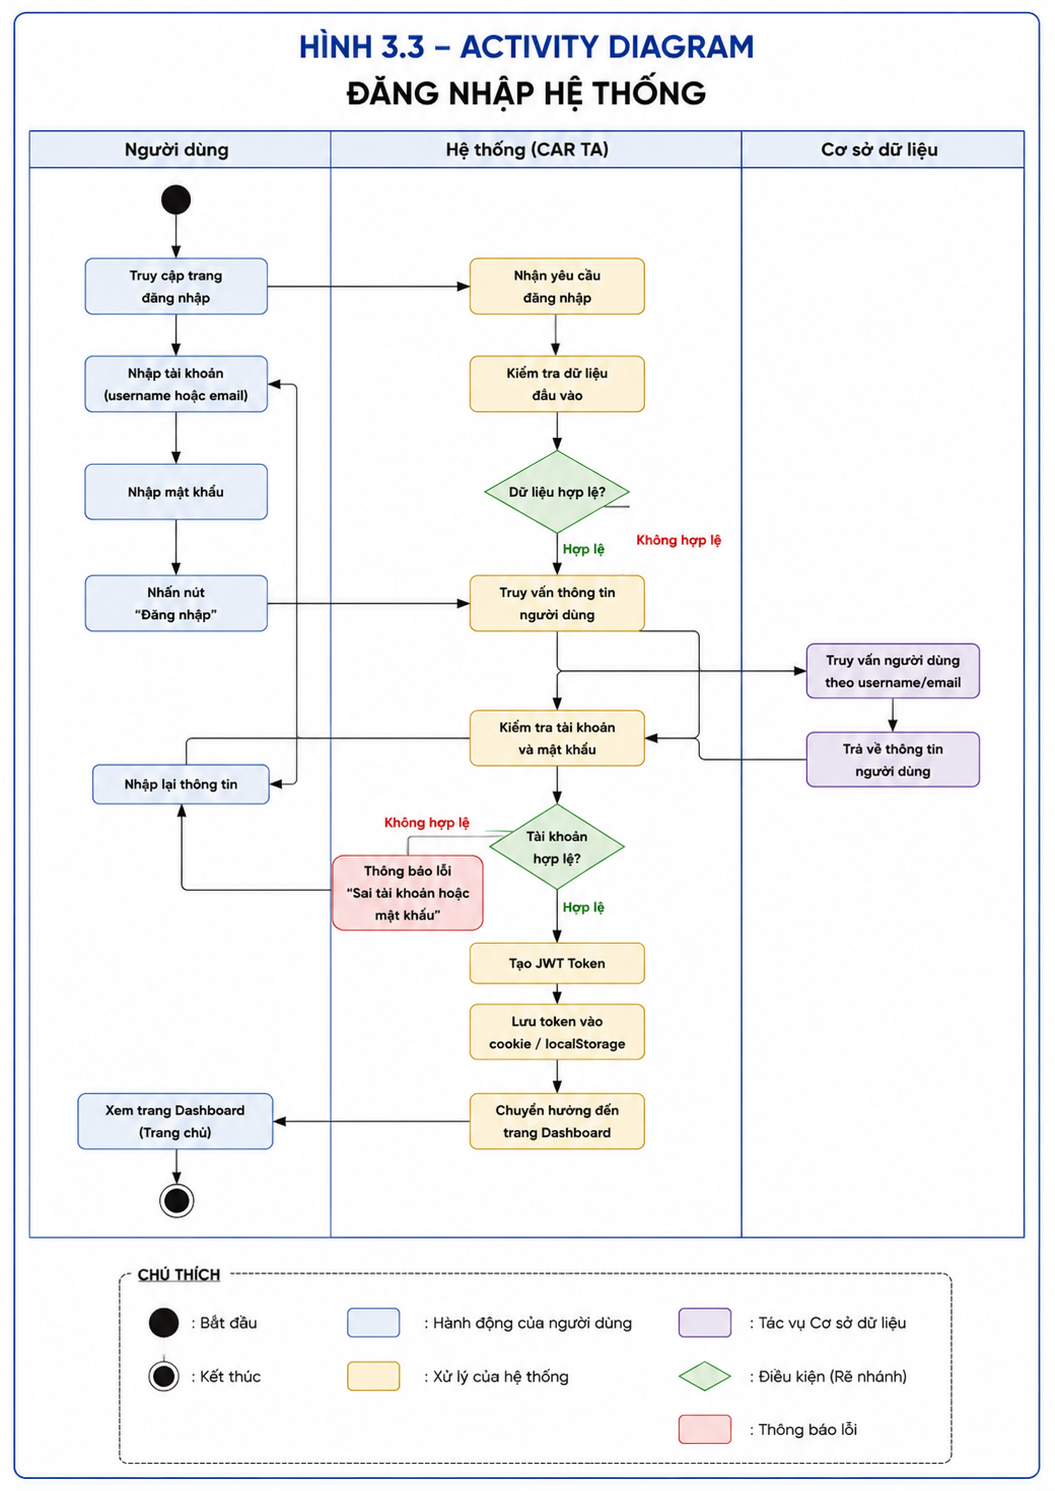 HÌNH 3.3 – ACTIVITY DIAGRAM
ĐĂNG NHẬP HỆ THỐNG
Người dùng
Hệ thống (CAR TA)
Cơ sở dữ liệu
Truy cập trang
đăng nhập
Nhận yêu cầu
đăng nhập
Nhập tài khoản
(username hoặc email)
Kiểm tra dữ liệu
đầu vào
Nhập mật khẩu
Dữ liệu hợp lệ?
Không hợp lệ
Hợp lệ
Nhấn nút
“Đăng nhập”
Truy vấn thông tin
người dùng
Truy vấn người dùng
theo username/email
Kiểm tra tài khoản
và mật khẩu
Trả về thông tin
người dùng
Nhập lại thông tin
Không hợp lệ
Tài khoản
hợp lệ?
Thông báo lỗi
“Sai tài khoản hoặc
mật khẩu”
Hợp lệ
Tạo JWT Token
Lưu token vào
cookie / localStorage
Xem trang Dashboard
(Trang chủ)
Chuyển hướng đến
trang Dashboard
CHÚ THÍCH
: Bắt đầu
: Hành động của người dùng
: Tác vụ Cơ sở dữ liệu
: Kết thúc
: Xử lý của hệ thống
: Điều kiện (Rẽ nhánh)
: Thông báo lỗi